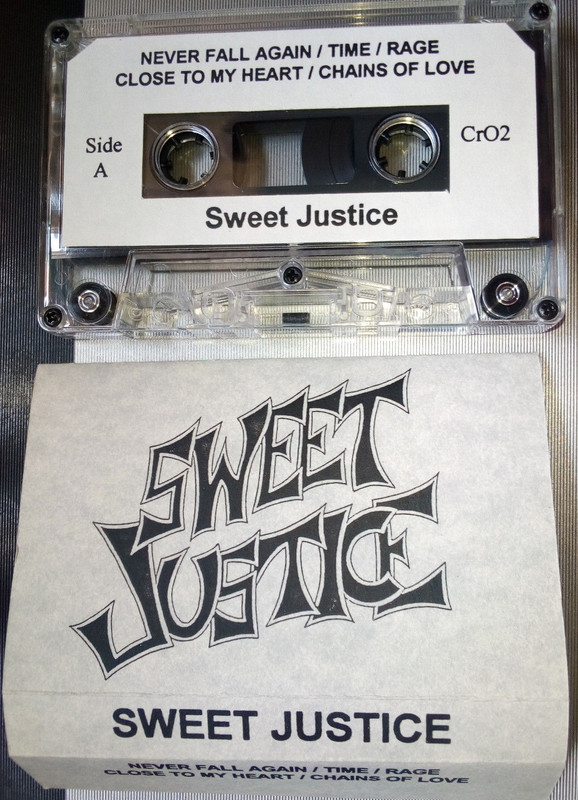 NEVER FALL AGAIN / TIME / RAGE
CLOSE TO MY HEART / CHAINS OF LOVE
Side
A
CrO2
Sweet Justice
SWEET
JUSTICE
SWEET JUSTICE
NEVER FALL AGAIN / TIME / RAGE
CLOSE TO MY HEART / CHAINS OF LOVE